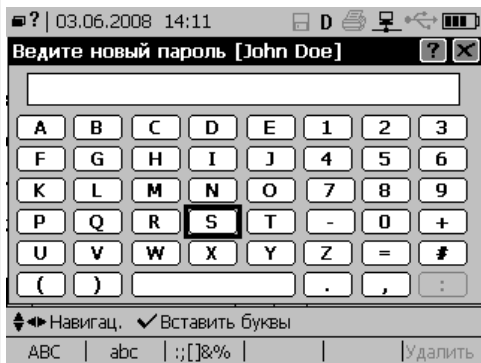 ? 03.06.2008 14:11 D
Ведите новый пароль [John Doe] ? X
A B C D E 1 2 3
F G H I J 4 5 6
K L M N O 7 8 9
P Q R S T - 0 +
U V W X Y Z = #
( ) . , :
Навигац. Вставить буквы
ABC abc :;[]&% Удалить